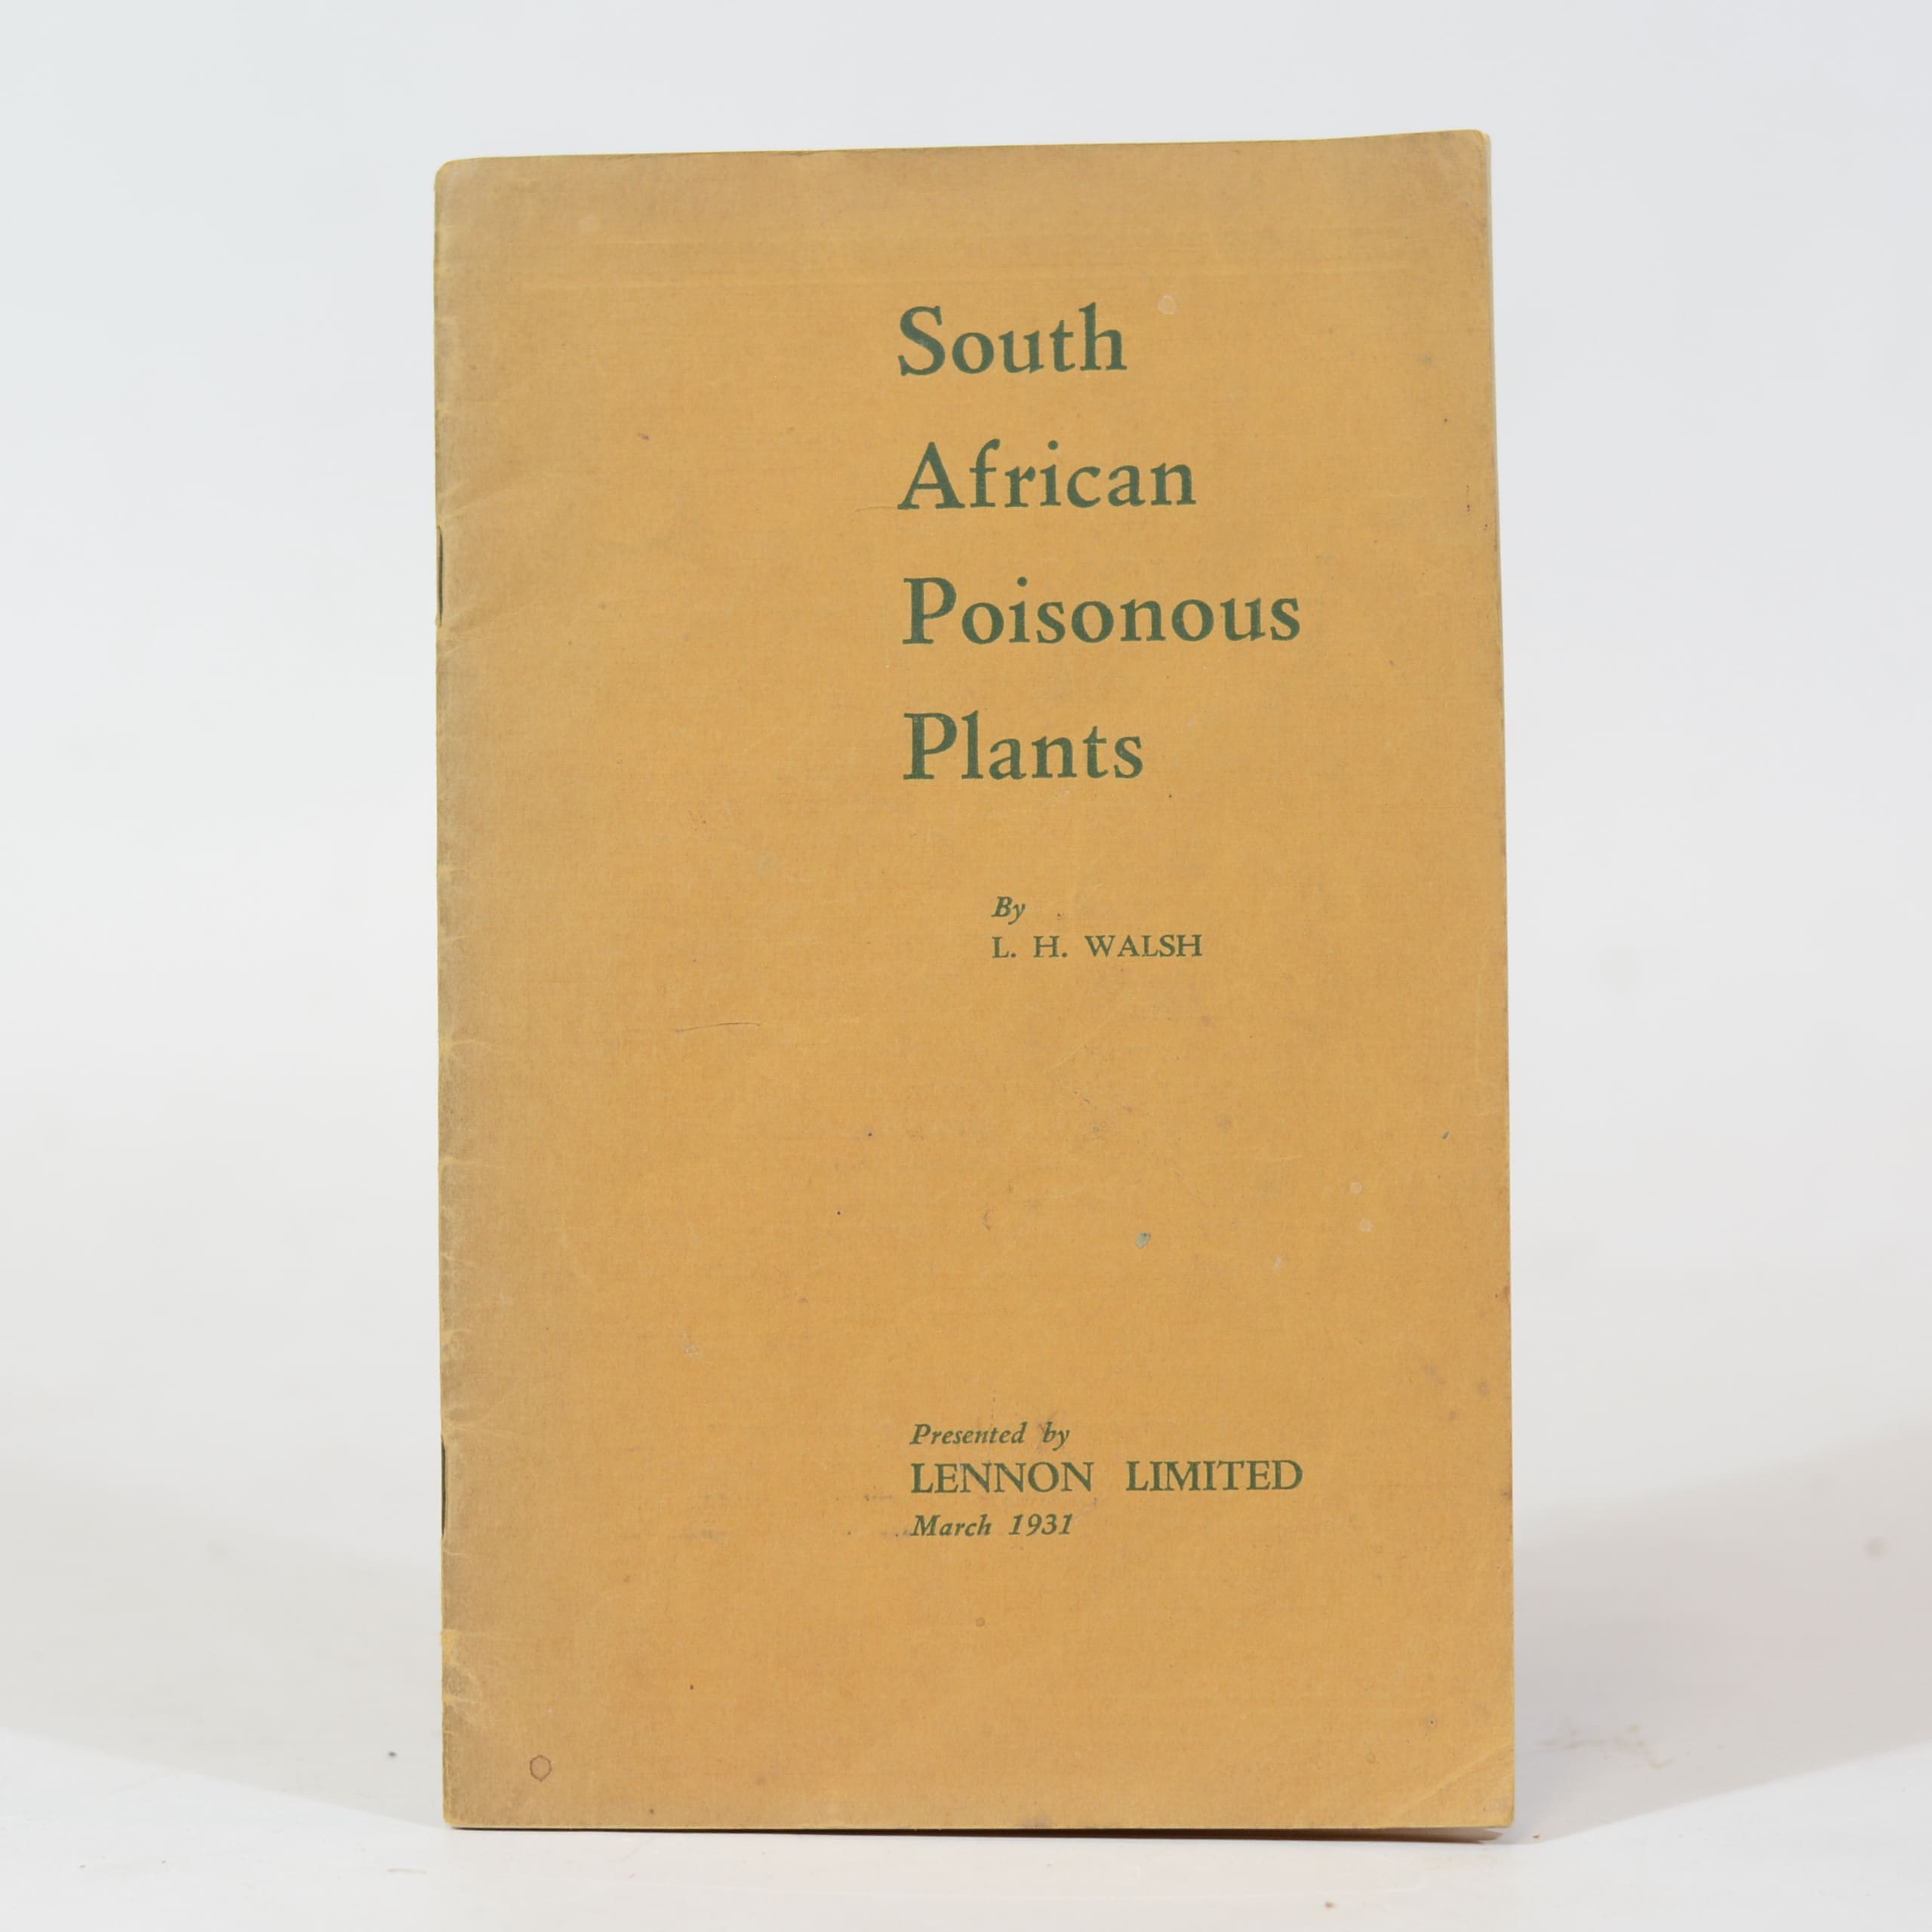 South
African
Poisonous
Plants
By
L. H. WALSH
Presented by
LENNON LIMITED
March 1931